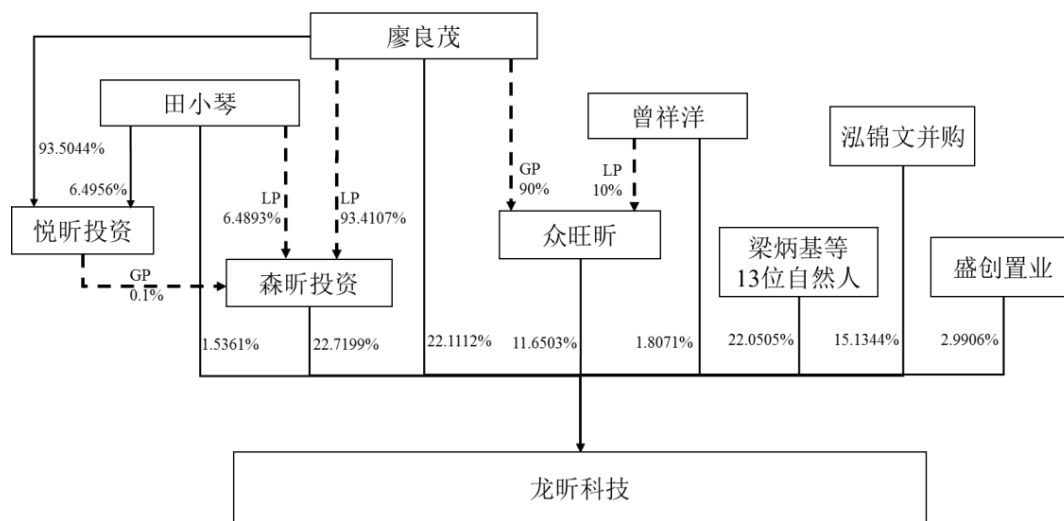 廖良茂
田小琴
曾祥洋
泓锦文并购
93.5044%
6.4956%
LP
6.4893%
LP
93.4107%
GP
90%
LP
10%
悦昕投资
众旺昕
梁炳基等
13位自然人
盛创置业
GP
0.1%
森昕投资
1.5361%
22.7199%
22.1112%
11.6503%
1.8071%
22.0505%
15.1344%
2.9906%
龙昕科技